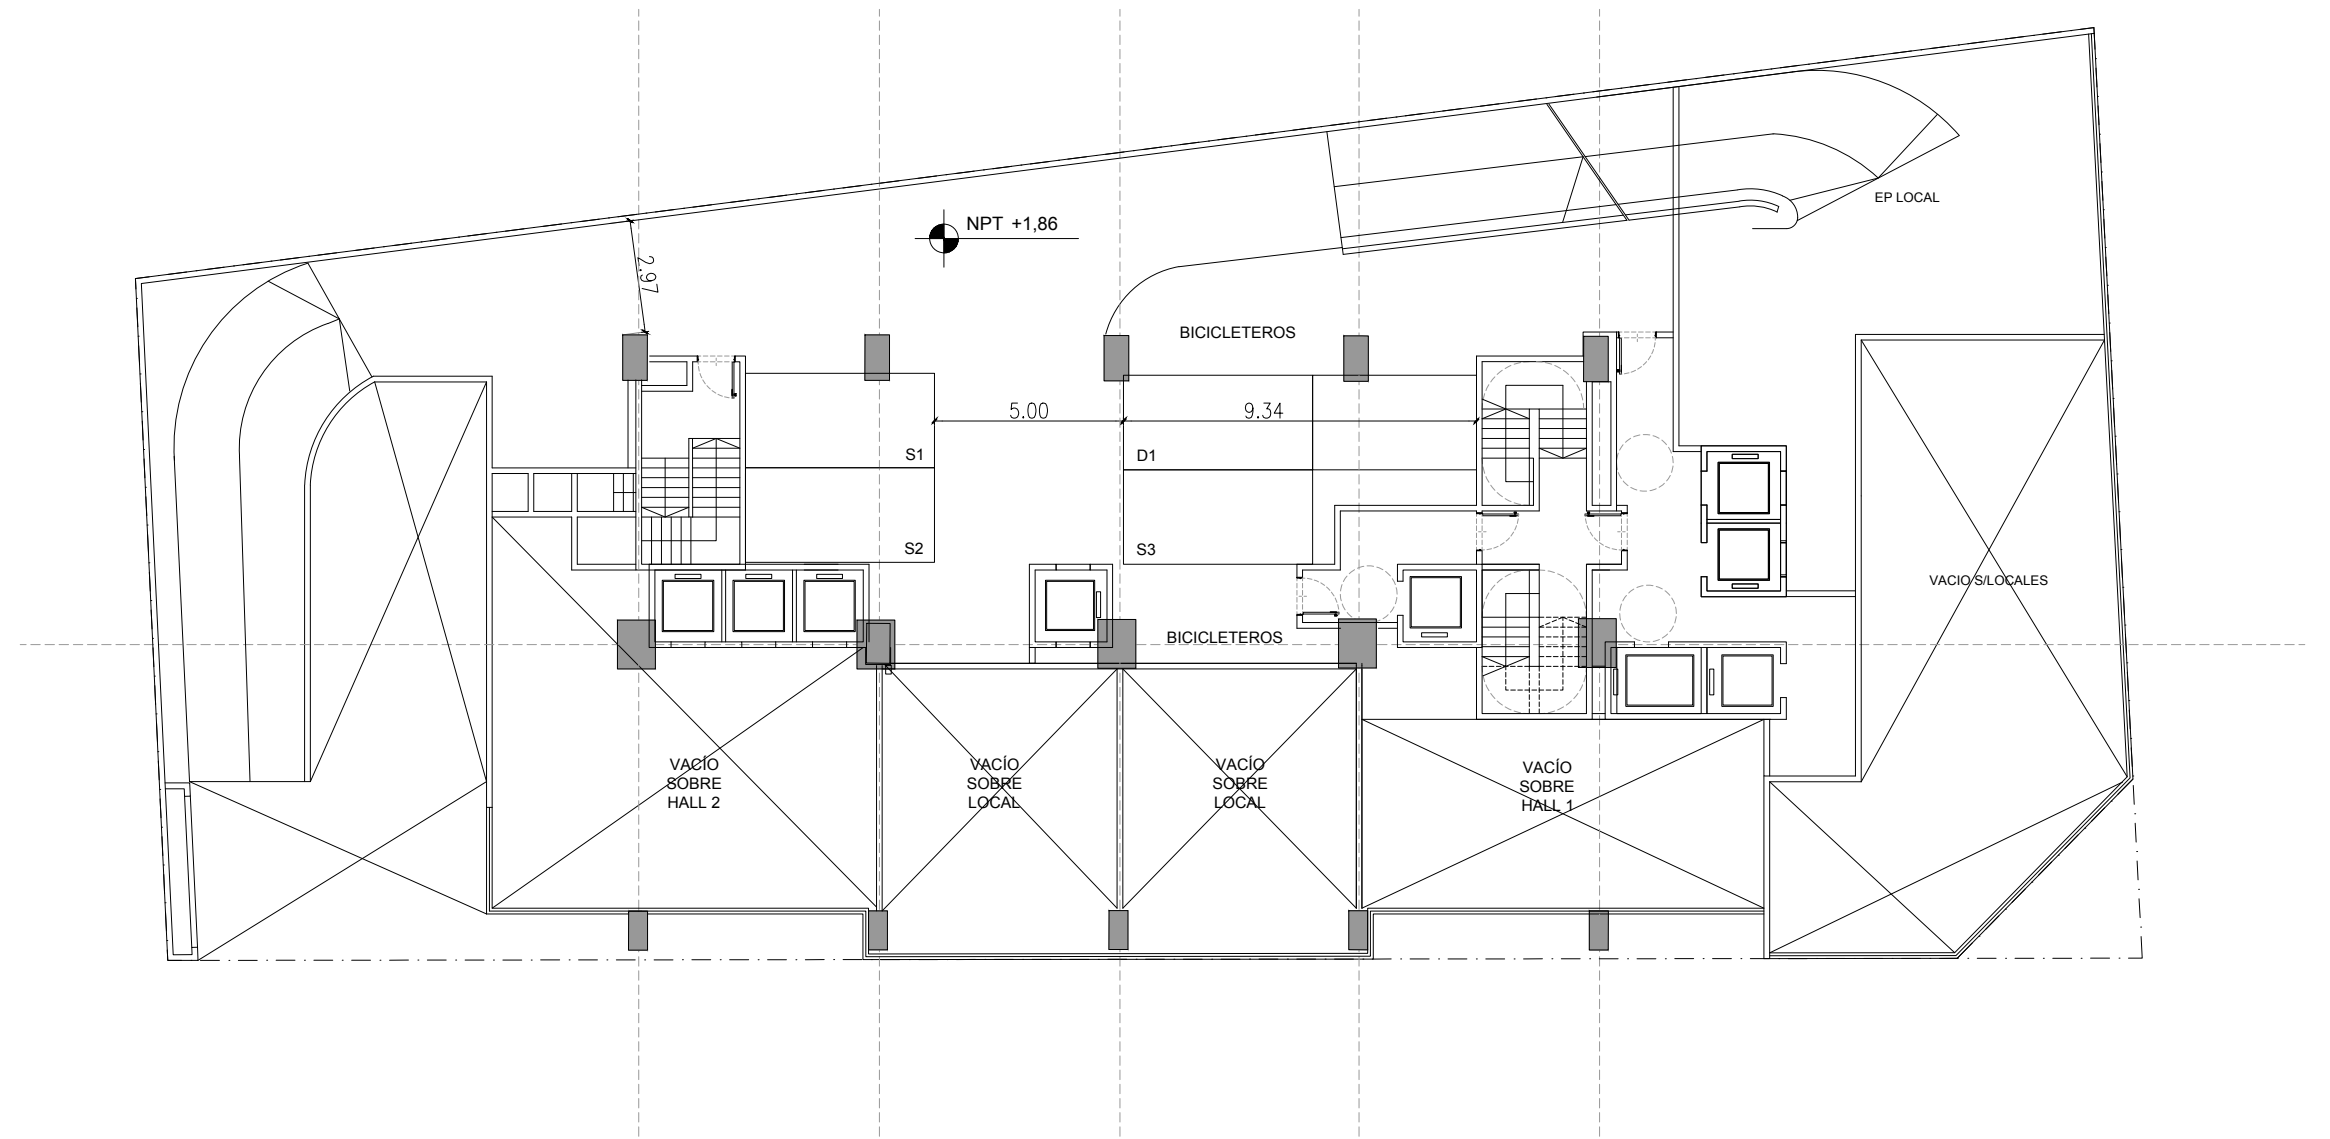 EP LOCAL
NPT +1,86
2.97
BICICLETEROS
5.00
9.34
S1
D1
S2
S3
VACIO S/LOCALES
BICICLETEROS
VACÍO
SOBRE
HALL 2
VACÍO
SOBRE
LOCAL
VACÍO
SOBRE
LOCAL
VACÍO
SOBRE
HALL 1